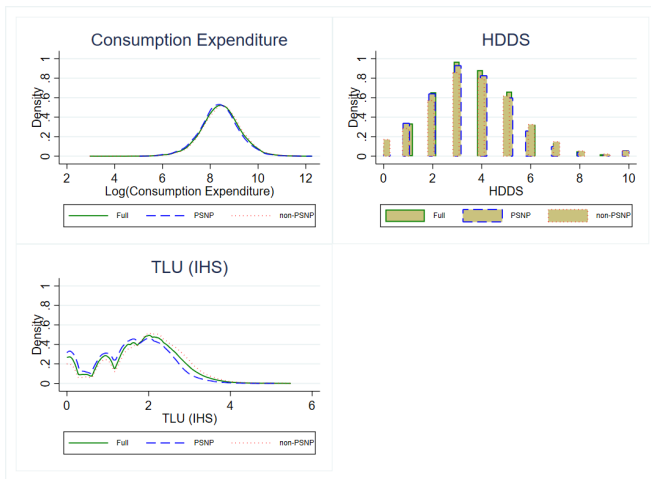 Consumption Expenditure
Density
0 .2 .4 .6 .8 1
2 4 6 8 10 12
Log(Consumption Expenditure)
Full PSNP non-PSNP
HDDS
Density
0 .2 .4 .6 .8 1
0 2 4 6 8 10
HDDS
Full PSNP non-PSNP
TLU (IHS)
Density
0 .2 .4 .6 .8 1
0 2 4 6
TLU (IHS)
Full PSNP non-PSNP